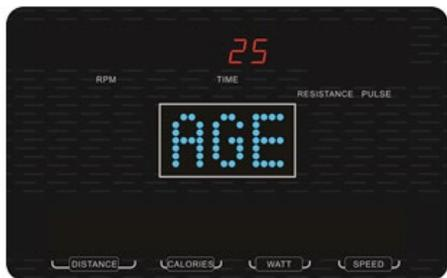 25
RPM TIME
RESISTANCE PULSE
AGE
DISTANCE CALORIES WATT SPEED